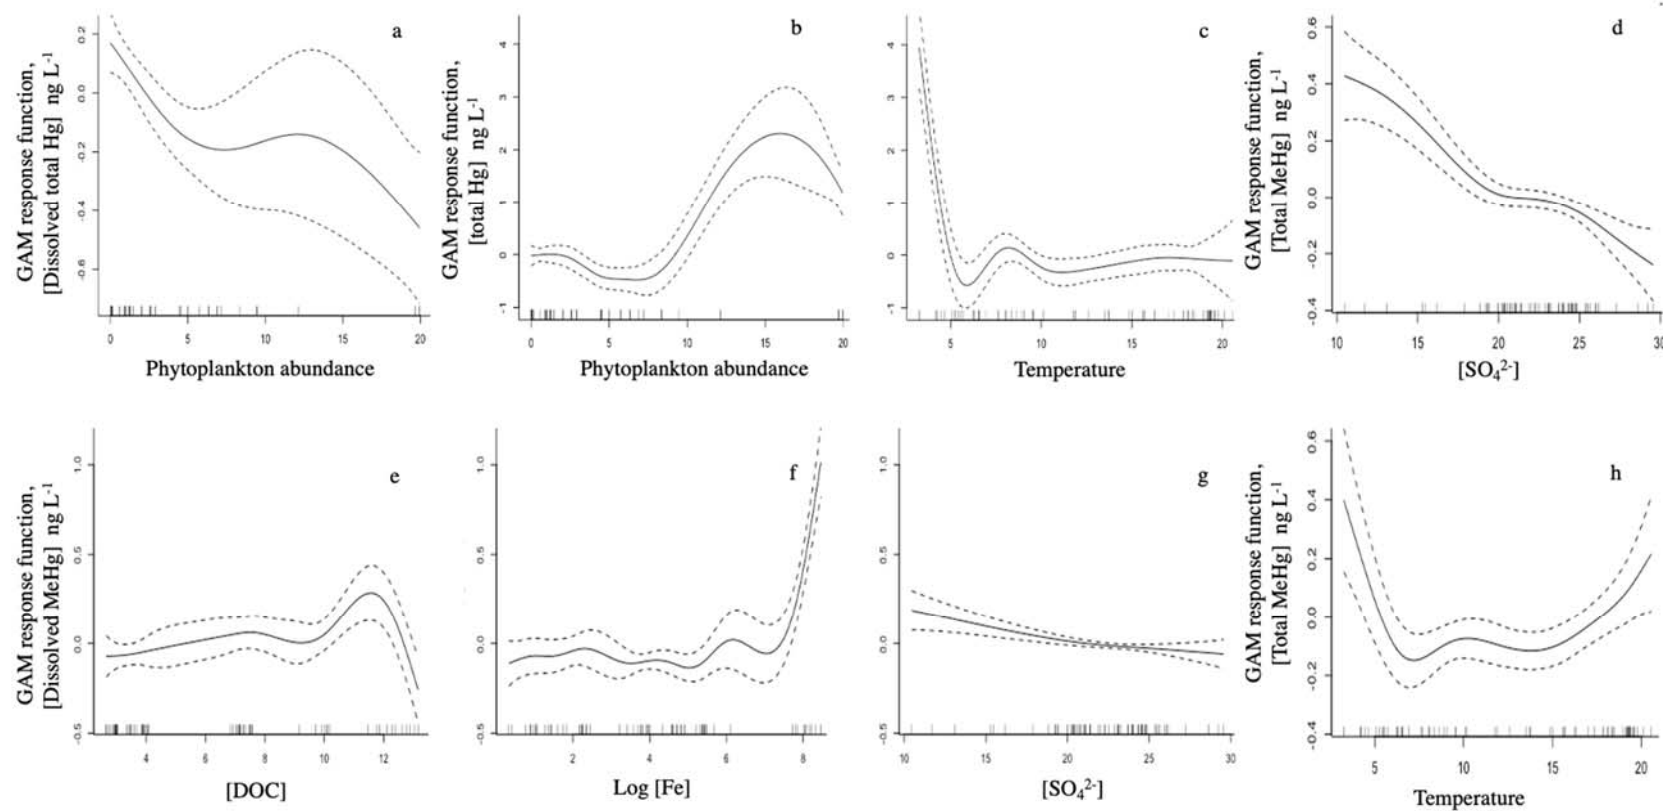 a
GAM response function,
[Dissolved total Hg] ng L-1
0.2
0.0
-0.2
-0.4
-0.6
0 5 10 15 20
Phytoplankton abundance
b
GAM response function,
[total Hg] ng L-1
4
3
2
1
0
-1
0 5 10 15 20
Phytoplankton abundance
c
4
3
2
1
0
-1
5 10 15 20
Temperature
d
GAM response function,
[Total MeHg] ng L-1
0.6
0.4
0.2
0.0
-0.2
-0.4
10 15 20 25 30
[SO42-]
e
GAM response function,
[Dissolved MeHg] ng L-1
1.0
0.5
0.0
-0.5
4 6 8 10 12
[DOC]
f
1.0
0.5
0.0
-0.5
2 4 6 8
Log [Fe]
g
1.0
0.5
0.0
-0.5
10 15 20 25 30
[SO42-]
h
GAM response function,
[Total MeHg] ng L-1
0.6
0.4
0.2
0.0
-0.2
-0.4
5 10 15 20
Temperature